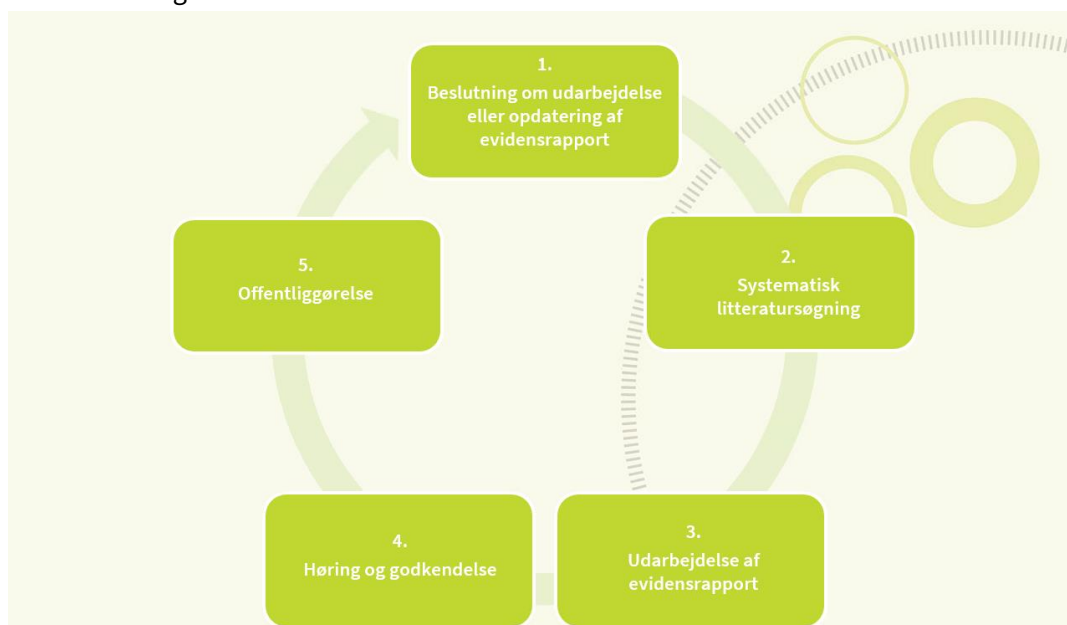 1.
Beslutning om udarbejdelse
eller opdatering af
evidensrapport
2.
Systematisk
litteratursøgning
3.
Udarbejdelse af
evidensrapport
4.
Høring og godkendelse
5.
Offentliggørelse